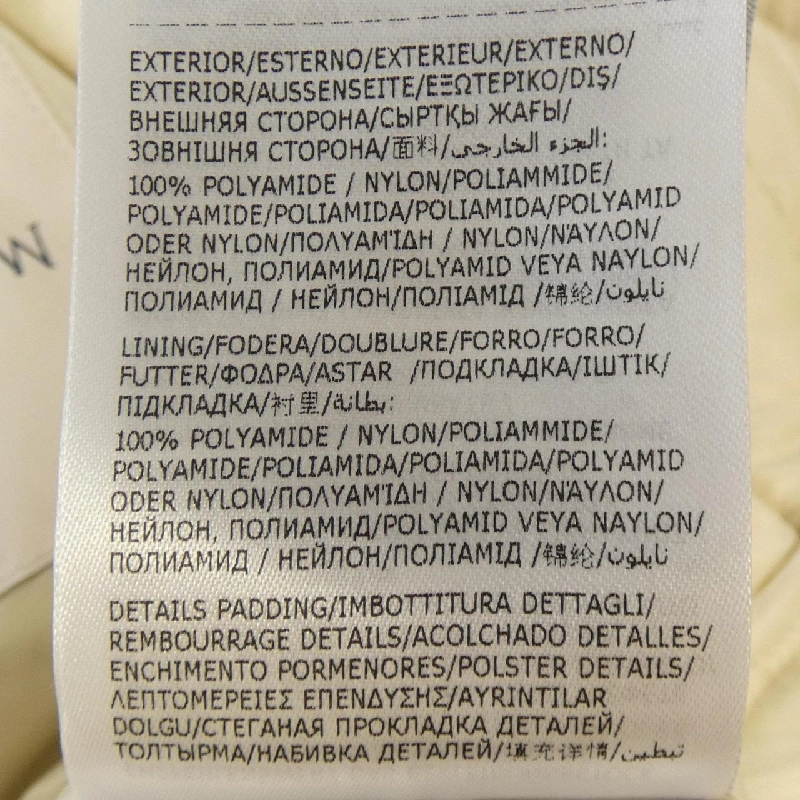 EXTERIOR/ESTERNO/EXTERIEUR/EXTERNO/
EXTERIOR/AUSSENSEITE/ΕΞΩΤΕΡΙΚΟ/DIŞ/
ВНЕШНЯЯ СТОРОНА/СЫРТҚЫ ЖАҒЫ/
ЗОВНІШНЯ СТОРОНА/面料/الجزء الخارجي:
100% POLYAMIDE / NYLON/POLIAMMIDE/
POLYAMIDE/POLIAMIDA/POLIAMIDA/POLYAMID
ODER NYLON/ΠΟΛΥΑΜΊΔΗ / NYLON/ΝΆΥΛΟΝ/
НЕЙЛОН, ПОЛИАМИД/POLYAMID VEYA NAYLON/
ПОЛИАМИД / НЕЙЛОН/ПОЛІАМІД /锦纶/نايلون
LINING/FODERA/DOUBLURE/FORRO/FORRO/
FUTTER/ΦΟΔΡΑ/ASTAR /ПОДКЛАДКА/ІШТІК/
ПІДКЛАДКА/衬里/بطانة:
100% POLYAMIDE / NYLON/POLIAMMIDE/
POLYAMIDE/POLIAMIDA/POLIAMIDA/POLYAMID
ODER NYLON/ΠΟΛΥΑΜΊΔΗ / NYLON/ΝΆΥΛΟΝ/
НЕЙЛОН, ПОЛИАМИД/POLYAMID VEYA NAYLON/
ПОЛИАМИД / НЕЙЛОН/ПОЛІАМІД /锦纶/نايلون
DETAILS PADDING/IMBOTTITURA DETTAGLI/
REMBOURRAGE DETAILS/ACOLCHADO DETALLES/
ENCHIMENTO PORMENORES/POLSTER DETAILS/
ΛΕΠΤΟΜΕΡΕΙΕΣ ΕΠΕΝΔΥΣΗΣ/AYRINTILAR
DOLGU/СТЕГАНАЯ ПРОКЛАДКА ДЕТАЛЕЙ/
ТОЛТЫРМА/НАБИВКА ДЕТАЛЕЙ/填充详情/تبطين
M